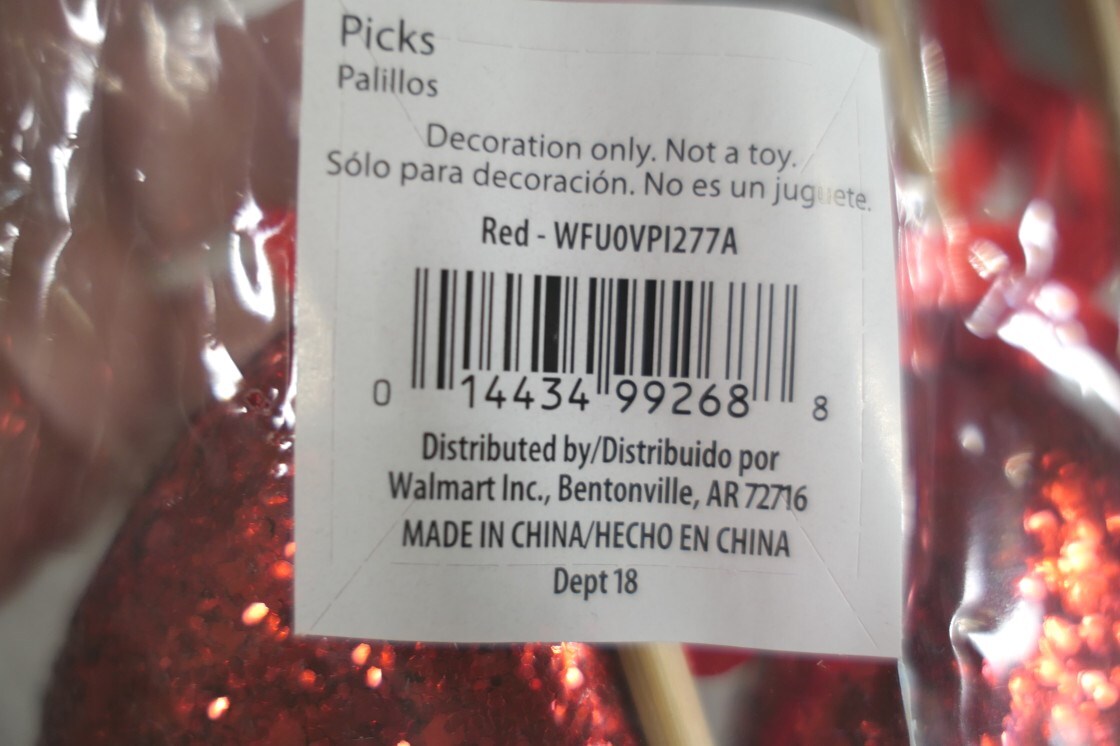 Picks
Palillos
Decoration only. Not a toy.
Sólo para decoración. No es un juguete.
Red - WFU0VPI277A
0 14434 99268 8
Distributed by/Distribuido por
Walmart Inc., Bentonville, AR 72716
MADE IN CHINA/HECHO EN CHINA
Dept 18